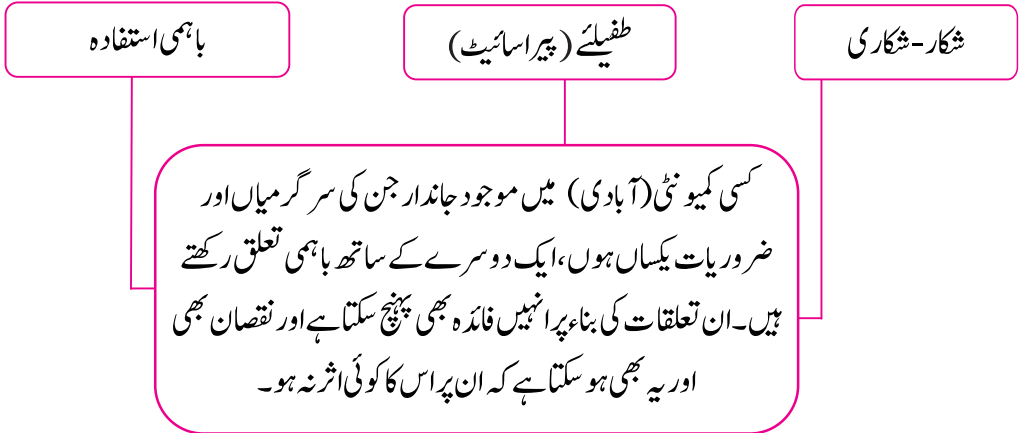 شکار-شکاری
طفیلئے (پیراسائیٹ)
باہمی استفادہ
کسی کمیونٹی(آبادی) میں موجود جاندار جن کی سرگرمیاں اور
ضروریات یکساں ہوں،ایک دوسرے کے ساتھ باہمی تعلق رکھتے
ہیں۔ان تعلقات کی بناء پر انہیں فائدہ بھی پہنچ سکتا ہے اور نقصان بھی
اور یہ بھی ہو سکتا ہے کہ ان پر اس کا کوئی اثر نہ ہو۔